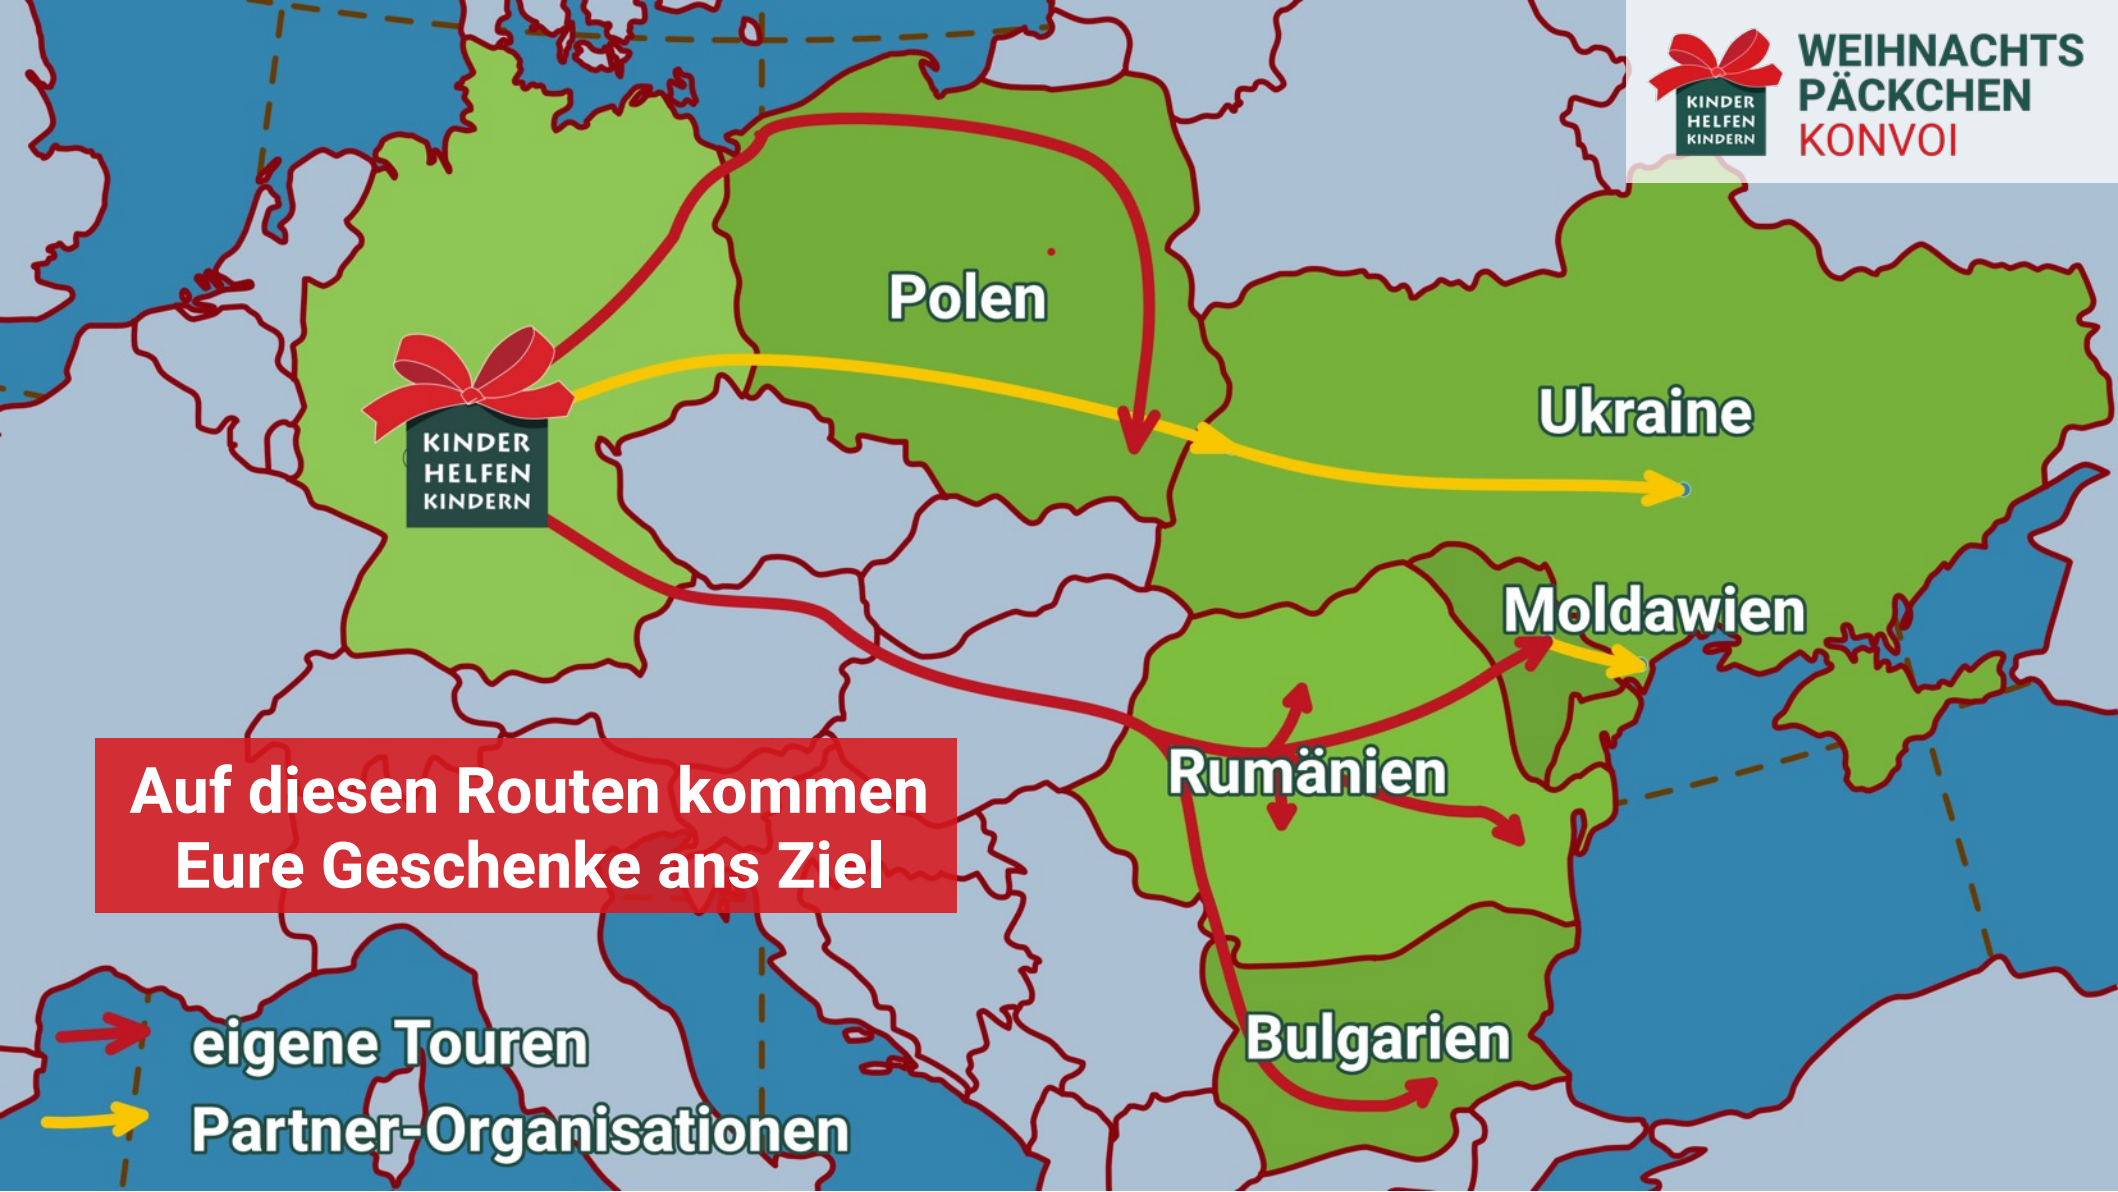 WEIHNACHTS
PÄCKCHEN
KONVOI
KINDER
HELFEN
KINDERN
Polen
Ukraine
KINDER
HELFEN
KINDERN
Moldawien
Rumänien
Auf diesen Routen kommen
Eure Geschenke ans Ziel
Bulgarien
eigene Touren
Partner-Organisationen